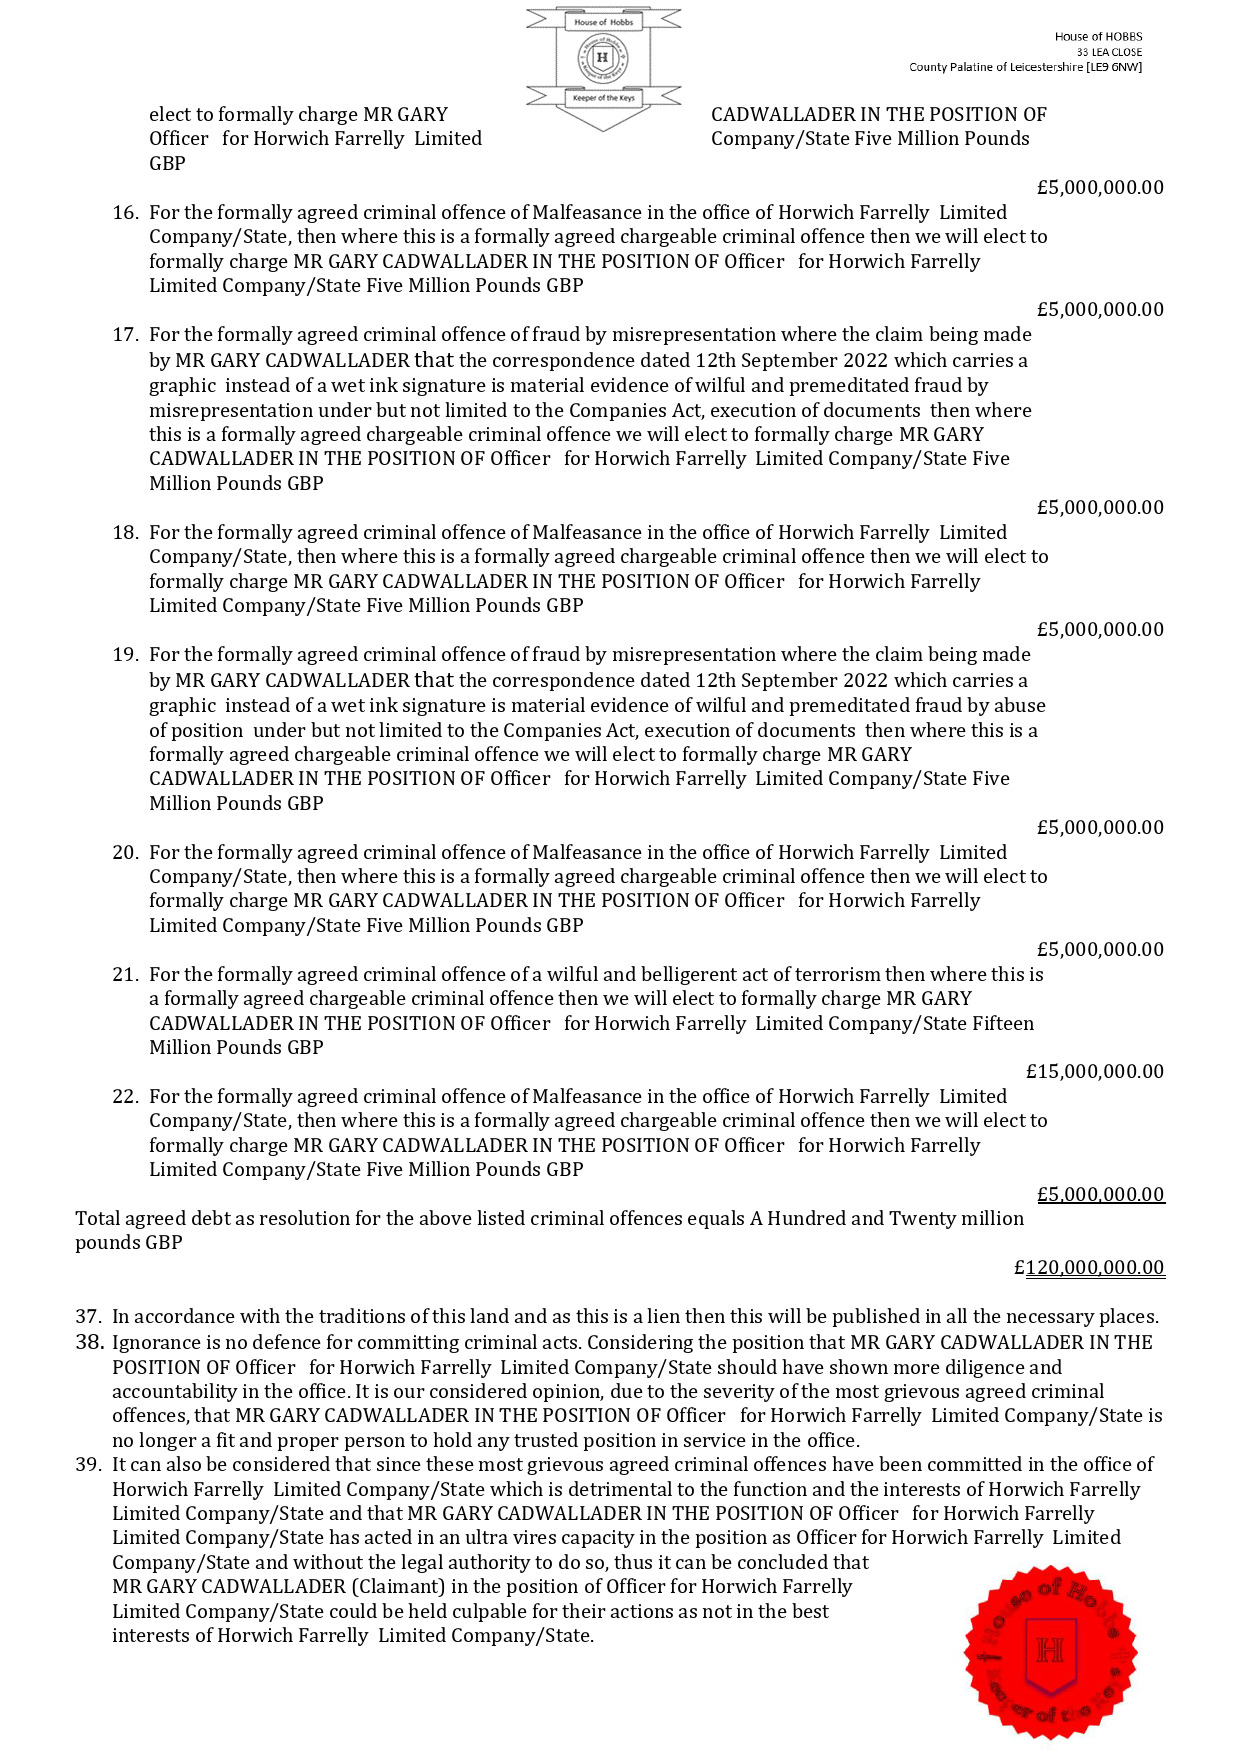 House of Hobbs
House of Hobbs
H
Keeper of the Keys
Keeper of the Keys
House of HOBBS
33 LEA CLOSE
County Palatine of Leicestershire [LE9 6NW]
elect to formally charge MR GARY CADWALLADER IN THE POSITION OF
Officer for Horwich Farrelly Limited Company/State Five Million Pounds
GBP
£5,000,000.00
16. For the formally agreed criminal offence of Malfeasance in the office of Horwich Farrelly Limited
Company/State, then where this is a formally agreed chargeable criminal offence then we will elect to
formally charge MR GARY CADWALLADER IN THE POSITION OF Officer for Horwich Farrelly
Limited Company/State Five Million Pounds GBP
£5,000,000.00
17. For the formally agreed criminal offence of fraud by misrepresentation where the claim being made
by MR GARY CADWALLADER that the correspondence dated 12th September 2022 which carries a
graphic instead of a wet ink signature is material evidence of wilful and premeditated fraud by
misrepresentation under but not limited to the Companies Act, execution of documents then where
this is a formally agreed chargeable criminal offence we will elect to formally charge MR GARY
CADWALLADER IN THE POSITION OF Officer for Horwich Farrelly Limited Company/State Five
Million Pounds GBP
£5,000,000.00
18. For the formally agreed criminal offence of Malfeasance in the office of Horwich Farrelly Limited
Company/State, then where this is a formally agreed chargeable criminal offence then we will elect to
formally charge MR GARY CADWALLADER IN THE POSITION OF Officer for Horwich Farrelly
Limited Company/State Five Million Pounds GBP
£5,000,000.00
19. For the formally agreed criminal offence of fraud by misrepresentation where the claim being made
by MR GARY CADWALLADER that the correspondence dated 12th September 2022 which carries a
graphic instead of a wet ink signature is material evidence of wilful and premeditated fraud by abuse
of position under but not limited to the Companies Act, execution of documents then where this is a
formally agreed chargeable criminal offence we will elect to formally charge MR GARY
CADWALLADER IN THE POSITION OF Officer for Horwich Farrelly Limited Company/State Five
Million Pounds GBP
£5,000,000.00
20. For the formally agreed criminal offence of Malfeasance in the office of Horwich Farrelly Limited
Company/State, then where this is a formally agreed chargeable criminal offence then we will elect to
formally charge MR GARY CADWALLADER IN THE POSITION OF Officer for Horwich Farrelly
Limited Company/State Five Million Pounds GBP
£5,000,000.00
21. For the formally agreed criminal offence of a wilful and belligerent act of terrorism then where this is
a formally agreed chargeable criminal offence then we will elect to formally charge MR GARY
CADWALLADER IN THE POSITION OF Officer for Horwich Farrelly Limited Company/State Fifteen
Million Pounds GBP
£15,000,000.00
22. For the formally agreed criminal offence of Malfeasance in the office of Horwich Farrelly Limited
Company/State, then where this is a formally agreed chargeable criminal offence then we will elect to
formally charge MR GARY CADWALLADER IN THE POSITION OF Officer for Horwich Farrelly
Limited Company/State Five Million Pounds GBP
£5,000,000.00
Total agreed debt as resolution for the above listed criminal offences equals A Hundred and Twenty million
pounds GBP
£120,000,000.00
37. In accordance with the traditions of this land and as this is a lien then this will be published in all the necessary places.
38. Ignorance is no defence for committing criminal acts. Considering the position that MR GARY CADWALLADER IN THE
POSITION OF Officer for Horwich Farrelly Limited Company/State should have shown more diligence and
accountability in the office. It is our considered opinion, due to the severity of the most grievous agreed criminal
offences, that MR GARY CADWALLADER IN THE POSITION OF Officer for Horwich Farrelly Limited Company/State is
no longer a fit and proper person to hold any trusted position in service in the office.
39. It can also be considered that since these most grievous agreed criminal offences have been committed in the office of
Horwich Farrelly Limited Company/State which is detrimental to the function and the interests of Horwich Farrelly
Limited Company/State and that MR GARY CADWALLADER IN THE POSITION OF Officer for Horwich Farrelly
Limited Company/State has acted in an ultra vires capacity in the position as Officer for Horwich Farrelly Limited
Company/State and without the legal authority to do so, thus it can be concluded that
MR GARY CADWALLADER (Claimant) in the position of Officer for Horwich Farrelly
Limited Company/State could be held culpable for their actions as not in the best
interests of Horwich Farrelly Limited Company/State.
House of Hobbs
H
Keeper of the Keys